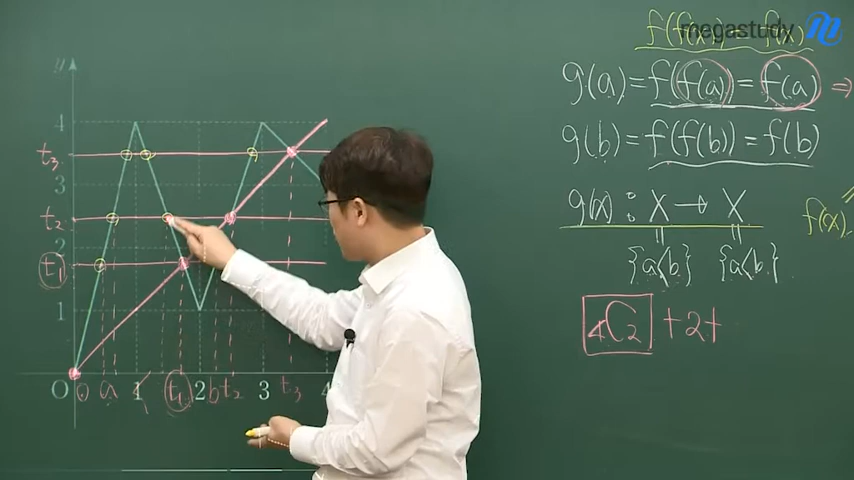 megastudy
f(f(x)) = f(x)
g(a) = f(f(a)) = f(a) ⇒
g(b) = f(f(b)) = f(b)
g(x) : X → X
{a<b} {a<b}
f(x)
₄C₂ + 2+
y
4
t₃
3
t₂
2
t₁
1
O 0 a 1 t₁ 2 b t₂ 3 t₃ 4